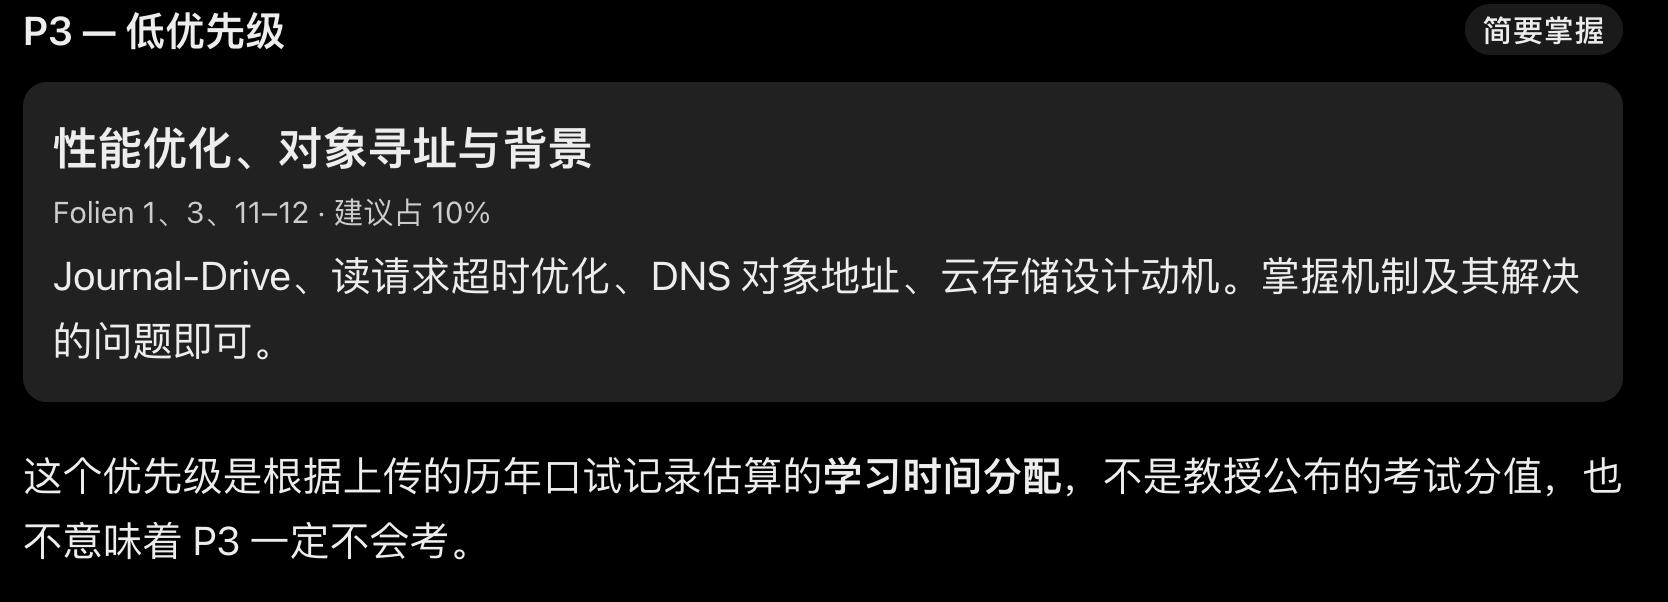 P3 — 低优先级
简要掌握
性能优化、对象寻址与背景
Folien 1、3、11–12 · 建议占 10%
Journal-Drive、读请求超时优化、DNS 对象地址、云存储设计动机。掌握机制及其解决
的问题即可。
这个优先级是根据上传的历年口试记录估算的学习时间分配，不是教授公布的考试分值，也
不意味着 P3 一定不会考。